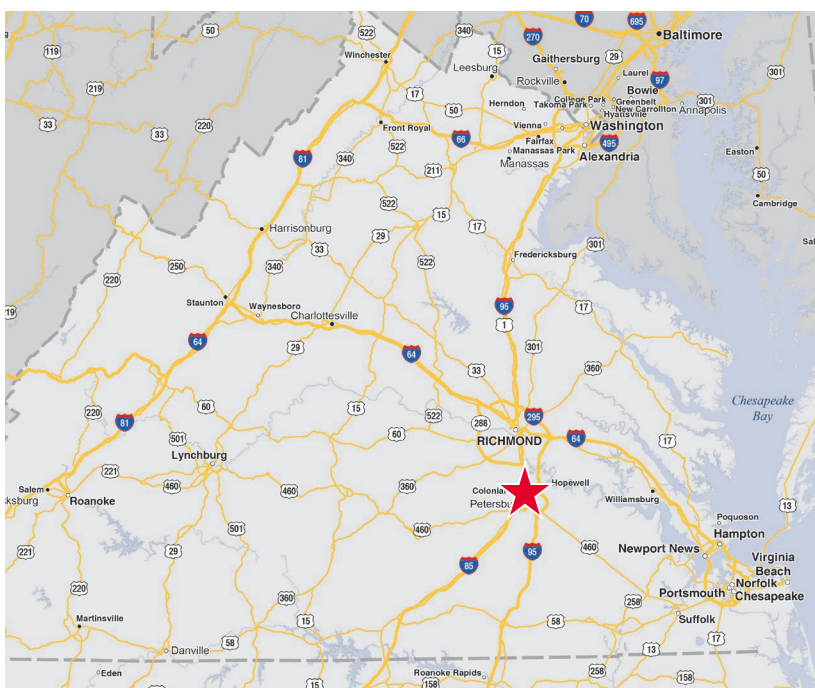 50
522
340
70
695
Baltimore
270
15
119
Winchester
Gaithersburg
29
Laurel
301
Leesburg
Rockville
97
219
17
Bowie
College Park
Greenbelt
301
Herndon
Takoma Park
New Carrollton
Annapolis
50
Hyattsville
33
33
220
Front Royal
Vienna
Washington
66
Fairfax
495
522
Manassas Park
Easton
81
340
Manassas
Alexandria
211
50
522
Cambridge
15
Harrisonburg
29
17
33
301
Fredericksburg
250
340
522
220
Staunton
Waynesboro
95
17
Charlottesville
1
64
29
64
301
33
360
Chesapeake
Bay
220
60
15
522
295
81
288
501
60
RICHMOND
64
17
Lynchburg
221
Salem
460
460
360
Hopewell
Williamsburg
Roanoke
13
501
460
Poquoson
Hampton
221
29
95
460
Newport News
Virginia
Beach
85
Norfolk
360
258
Portsmouth
Chesapeake
Martinsville
15
58
Suffolk
58
17
Danville
13
Eden
Roanoke Rapids
258
158
15
158